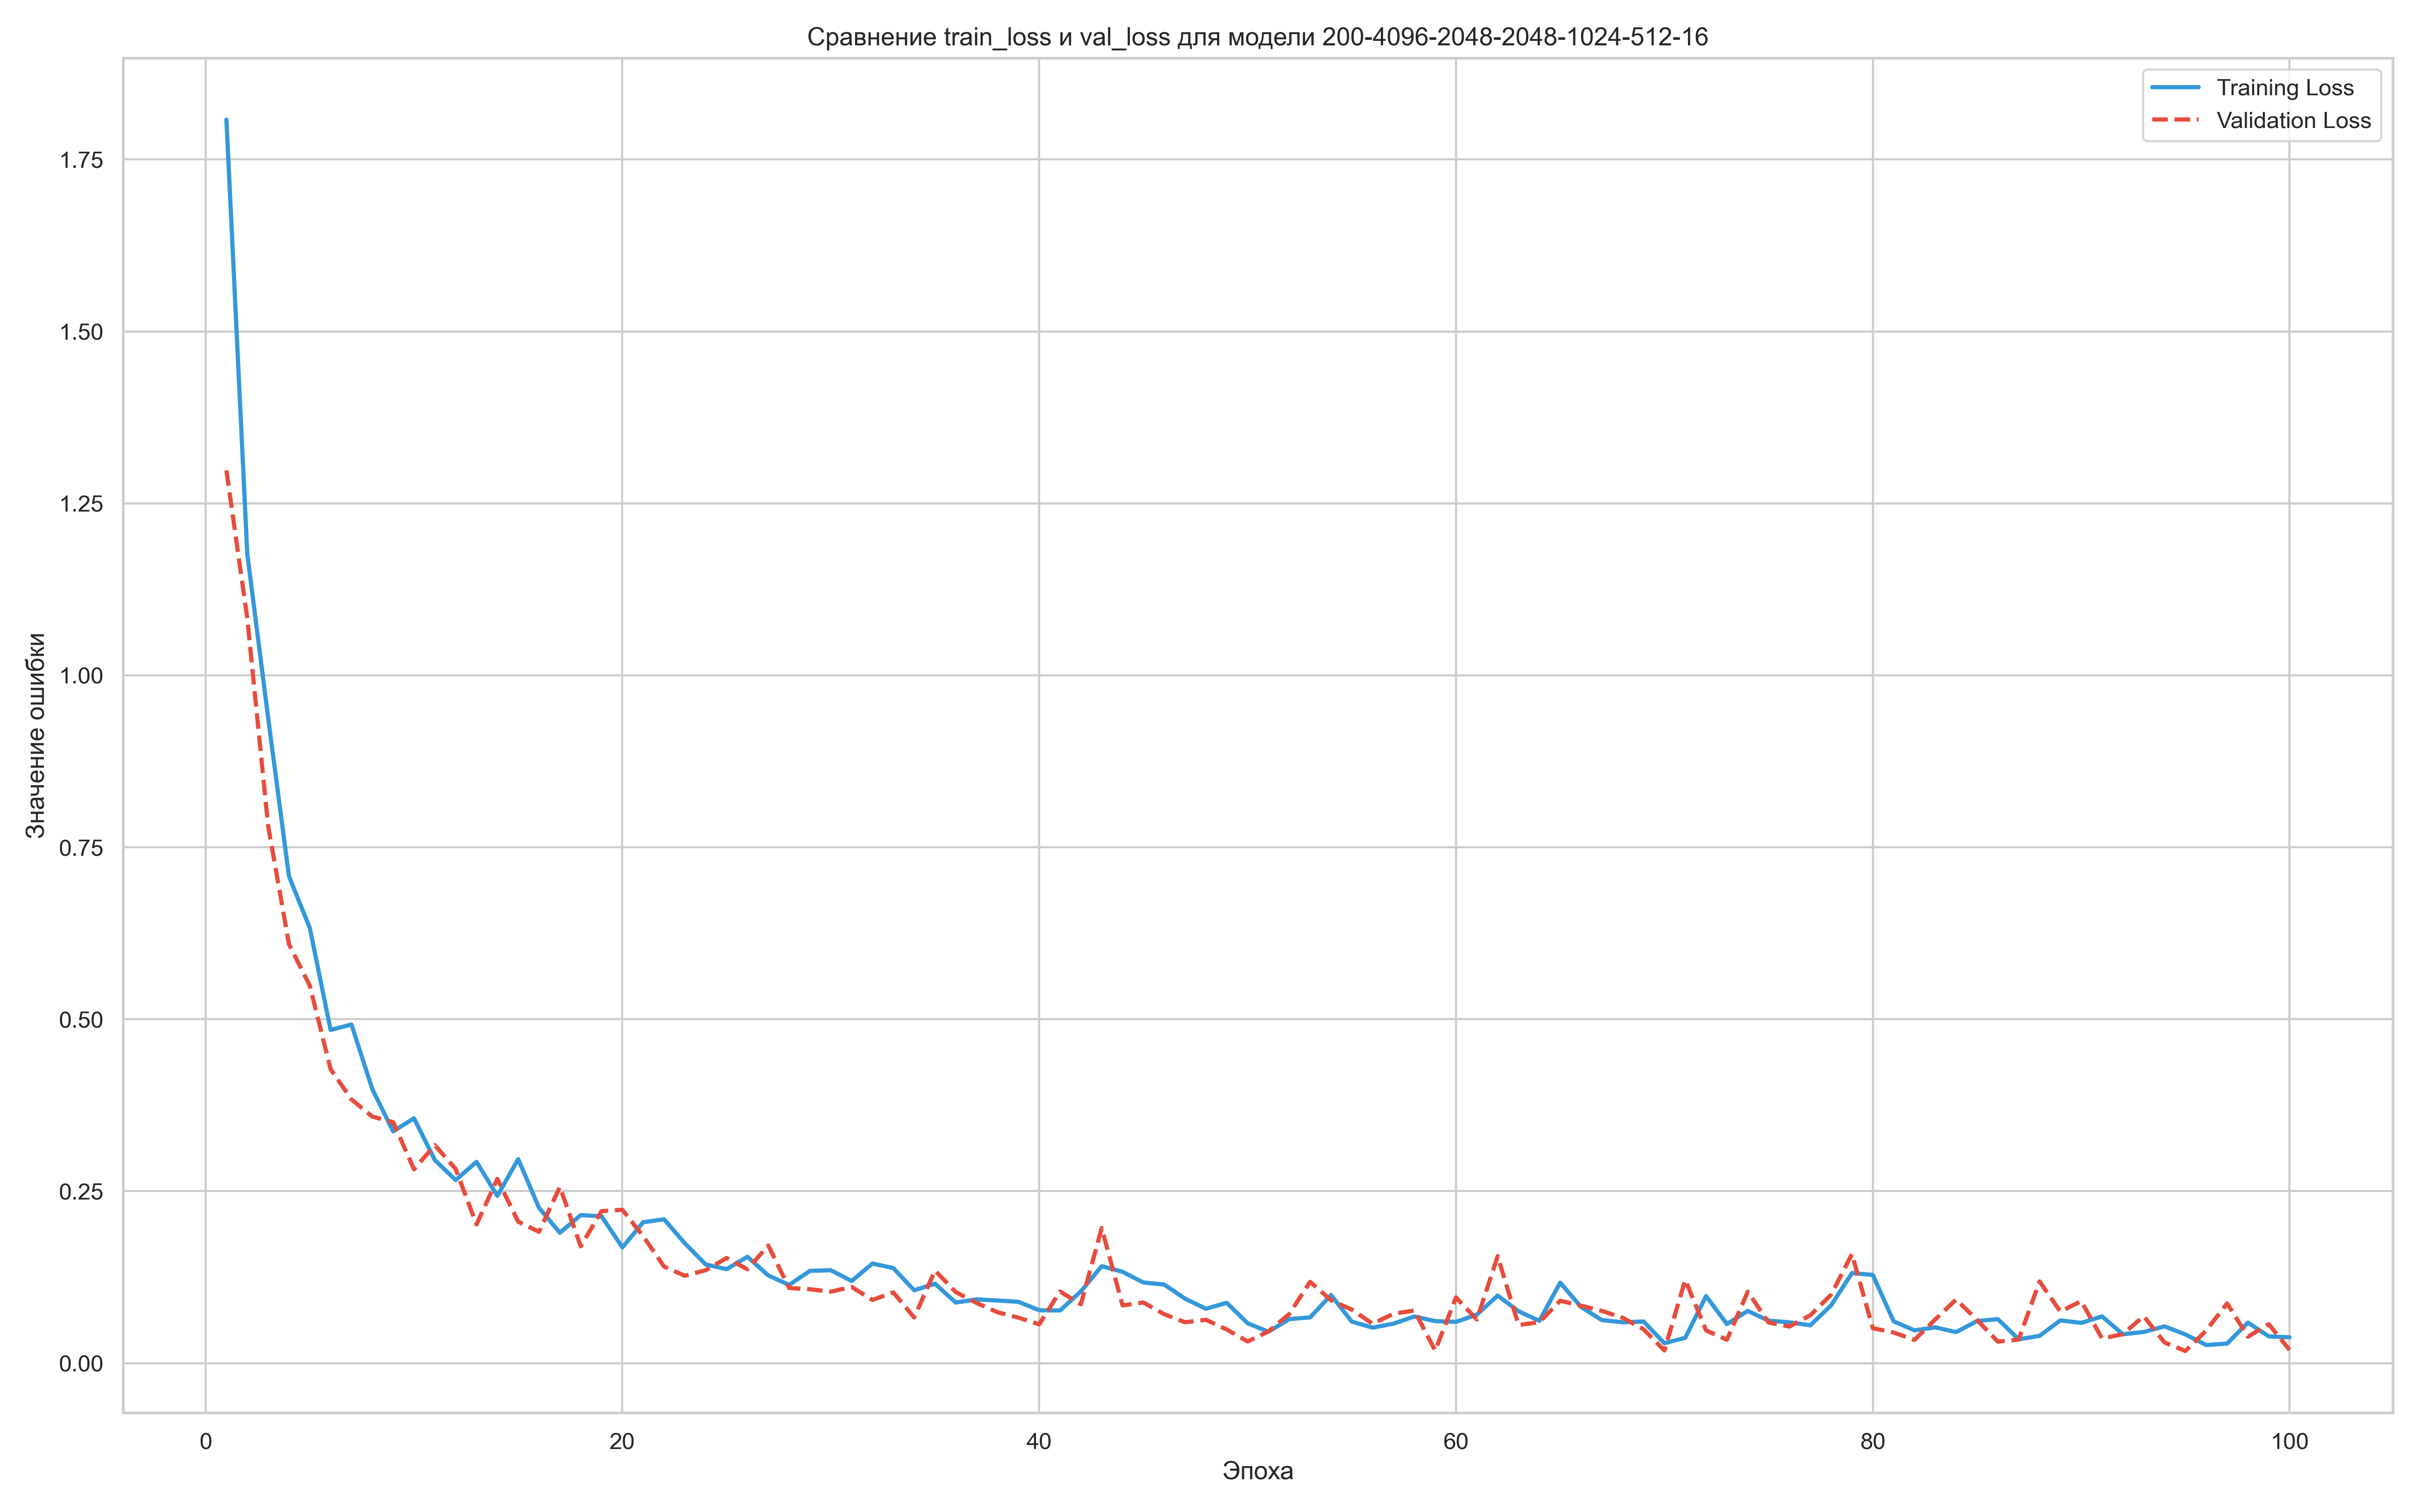 Сравнение train_loss и val_loss для модели 200-4096-2048-2048-1024-512-16
Training Loss
Validation Loss
1.75
1.50
1.25
1.00
0.75
0.50
0.25
0.00
Значение ошибки
0 20 40 60 80 100
Эпоха